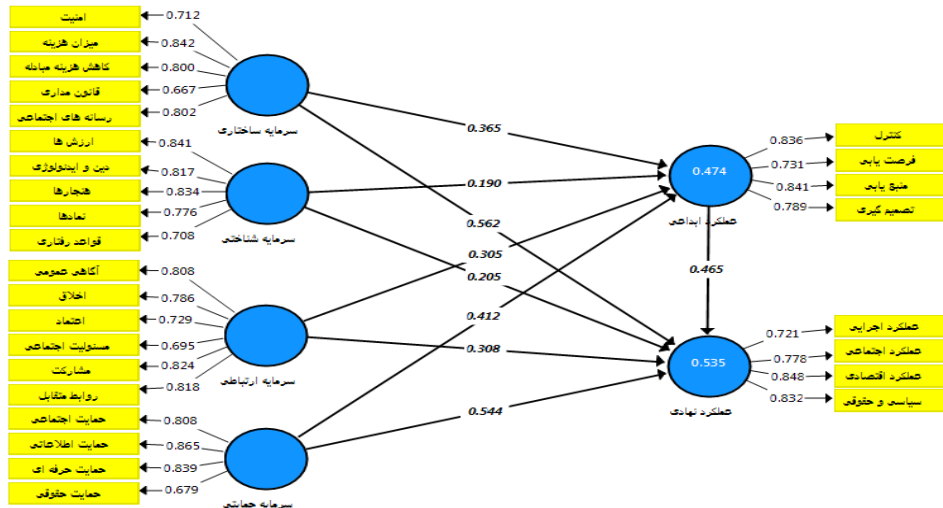 امنیت
0.712
میزان هزینه
0.842
کاهش هزینه مبادله
0.800
قانون مداری
0.667
رسانه های اجتماعی
0.802
سرمایه ساختاری
ارزش ها
0.841
دین و ایدئولوژی
0.817
هنجارها
0.834
نمادها
0.776
قواعد رفتاری
0.708
سرمایه شناختی
آگاهی عمومی
0.808
اخلاق
0.786
اعتماد
0.729
مسئولیت اجتماعی
0.695
مشارکت
0.824
روابط متقابل
0.818
سرمایه ارتباطی
حمایت اجتماعی
0.808
حمایت اطلاعاتی
0.865
حمایت حرفه ای
0.839
حمایت حقوقی
0.679
سرمایه حمایتی
0.365
0.190
0.562
0.305
0.205
0.412
0.308
0.544
0.474
عملکرد ابداعی
0.465
0.535
عملکرد نهادی
0.836
کنترل
0.731
فرصت یابی
0.841
منبع یابی
0.789
تصمیم گیری
0.721
عملکرد اجرایی
0.778
عملکرد اجتماعی
0.848
عملکرد اقتصادی
0.832
سیاسی و حقوقی